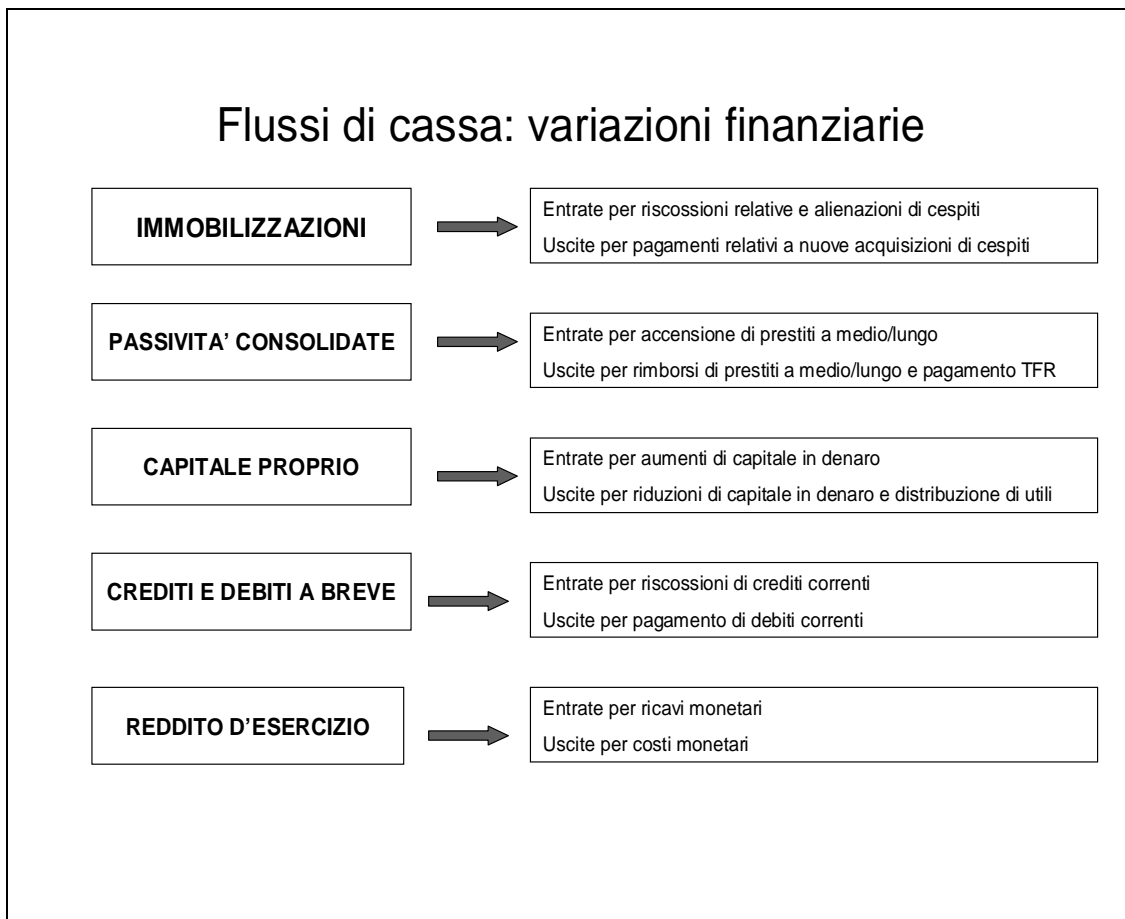 Flussi di cassa: variazioni finanziarie
IMMOBILIZZAZIONI
Entrate per riscossioni relative e alienazioni di cespiti
Uscite per pagamenti relativi a nuove acquisizioni di cespiti
PASSIVITA’ CONSOLIDATE
Entrate per accensione di prestiti a medio/lungo
Uscite per rimborsi di prestiti a medio/lungo e pagamento TFR
CAPITALE PROPRIO
Entrate per aumenti di capitale in denaro
Uscite per riduzioni di capitale in denaro e distribuzione di utili
CREDITI E DEBITI A BREVE
Entrate per riscossioni di crediti correnti
Uscite per pagamento di debiti correnti
REDDITO D’ESERCIZIO
Entrate per ricavi monetari
Uscite per costi monetari